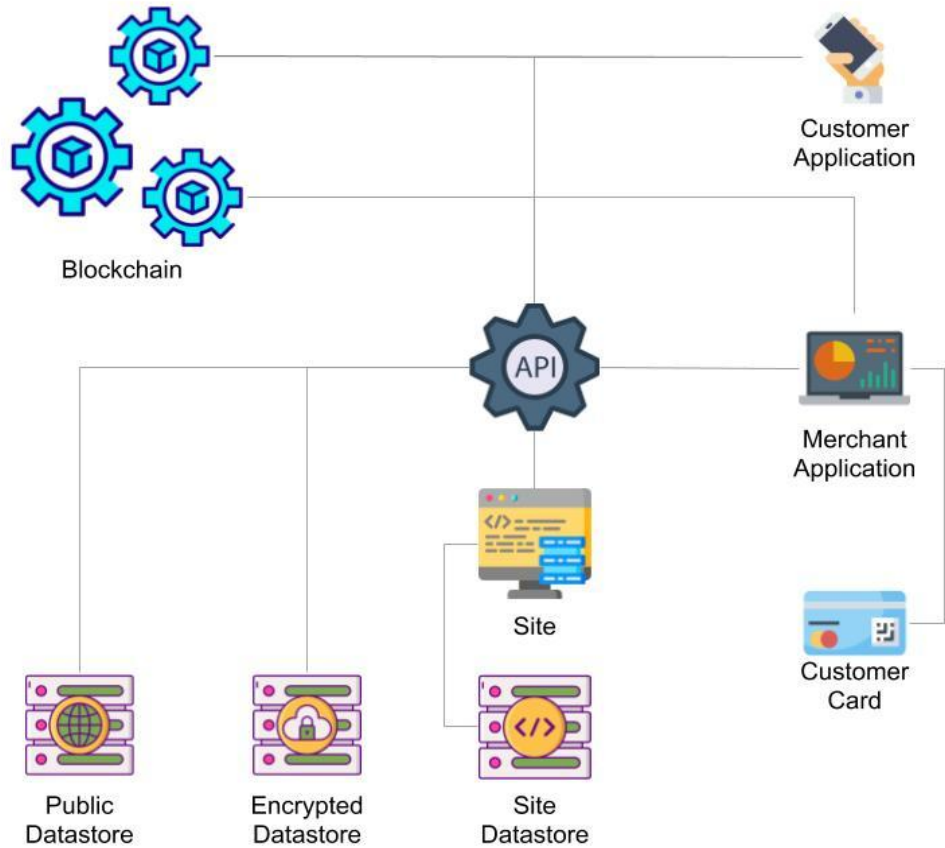 Customer
Application
Blockchain
API
Merchant
Application
</>
Site
Customer
Card
</>
Public
Datastore
Encrypted
Datastore
Site
Datastore